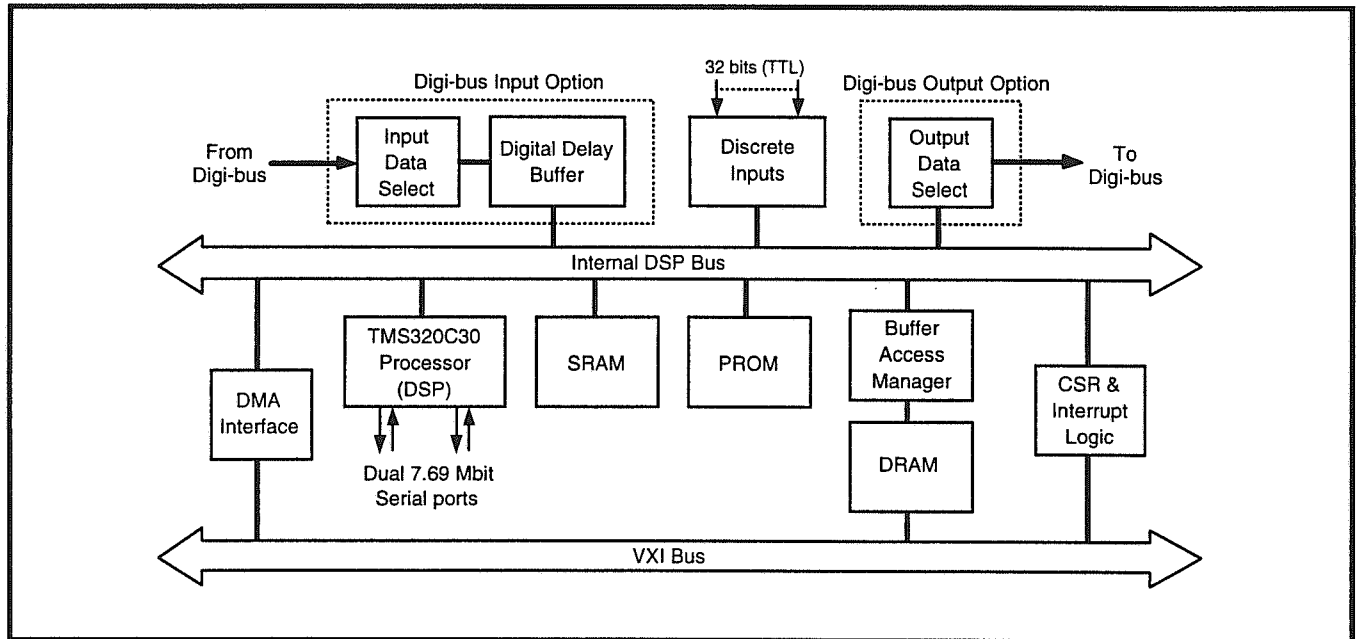 32 bits (TTL)
Digi-bus Input Option
Digi-bus Output Option
From
Digi-bus
Input
Data
Select
Digital Delay
Buffer
Discrete
Inputs
Output
Data
Select
To
Digi-bus
Internal DSP Bus
DMA
Interface
TMS320C30
Processor
(DSP)
Dual 7.69 Mbit
Serial ports
SRAM
PROM
Buffer
Access
Manager
DRAM
CSR &
Interrupt
Logic
VXI Bus